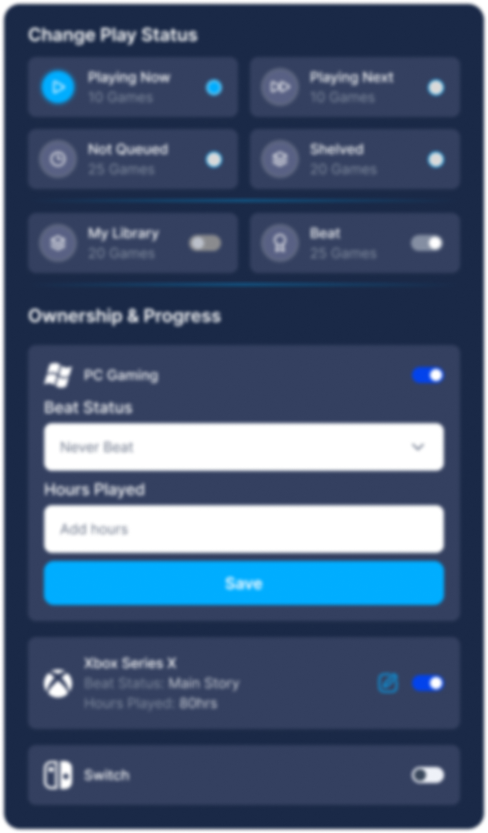 Change Play Status
Playing Now
10 Games
Playing Next
10 Games
Not Queued
25 Games
Shelved
20 Games
My Library
20 Games
Beat
25 Games
Ownership & Progress
PC Gaming
Beat Status
Never Beat
Hours Played
Add hours
Save
Xbox Series X
Beat Status: Main Story
Hours Played: 80hrs
Switch